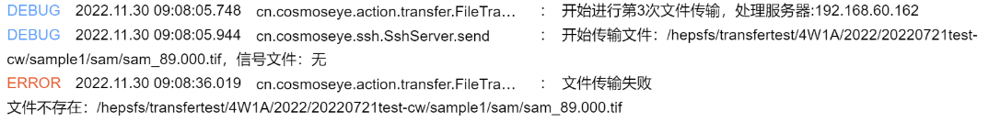 DEBUG 2022.11.30 09:08:05.748 cn.cosmoseye.action.transfer.FileTra… : 开始进行第3次文件传输，处理服务器:192.168.60.162
DEBUG 2022.11.30 09:08:05.944 cn.cosmoseye.ssh.SshServer.send : 开始传输文件：/hepsfs/transfertest/4W1A/2022/20220721test-
cw/sample1/sam/sam_89.000.tif，信号文件：无
ERROR 2022.11.30 09:08:36.019 cn.cosmoseye.action.transfer.FileTra… : 文件传输失败
文件不存在：/hepsfs/transfertest/4W1A/2022/20220721test-cw/sample1/sam/sam_89.000.tif